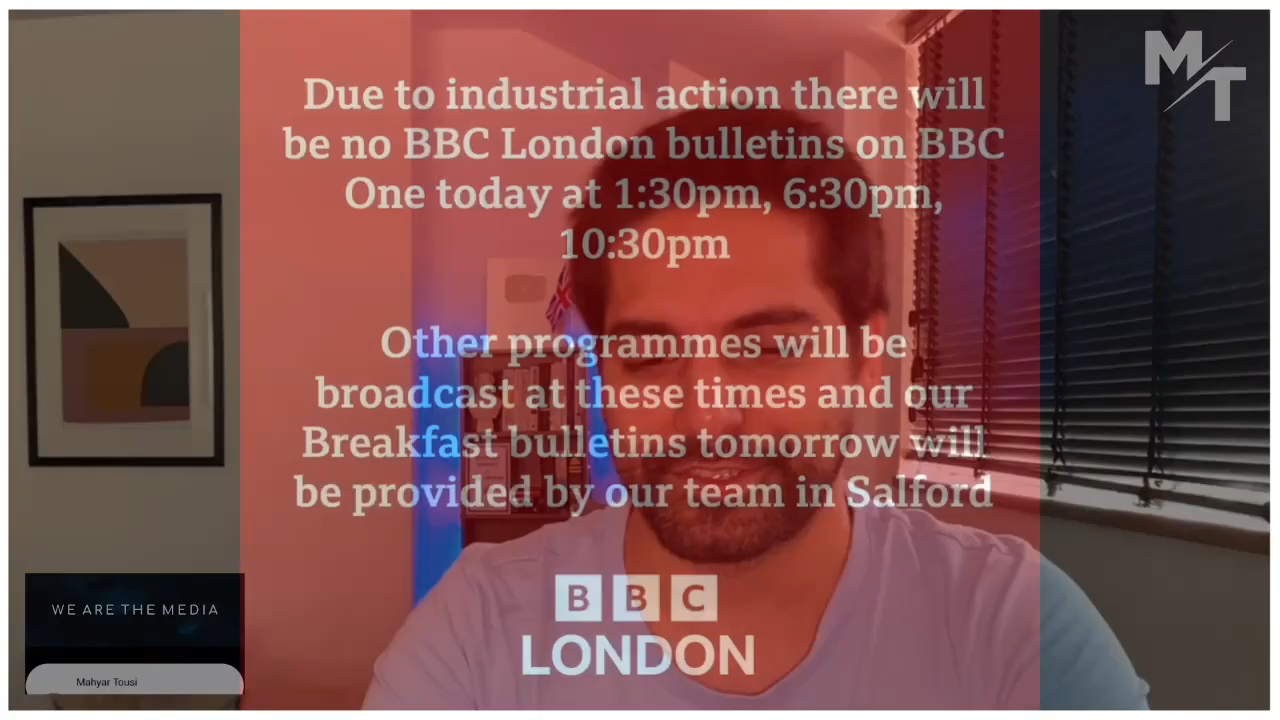 MT
Due to industrial action there will
be no BBC London bulletins on BBC
One today at 1:30pm, 6:30pm,
10:30pm
Other programmes will be
broadcast at these times and our
Breakfast bulletins tomorrow will
be provided by our team in Salford
BBC
LONDON
WE ARE THE MEDIA
Mahyar Tousi